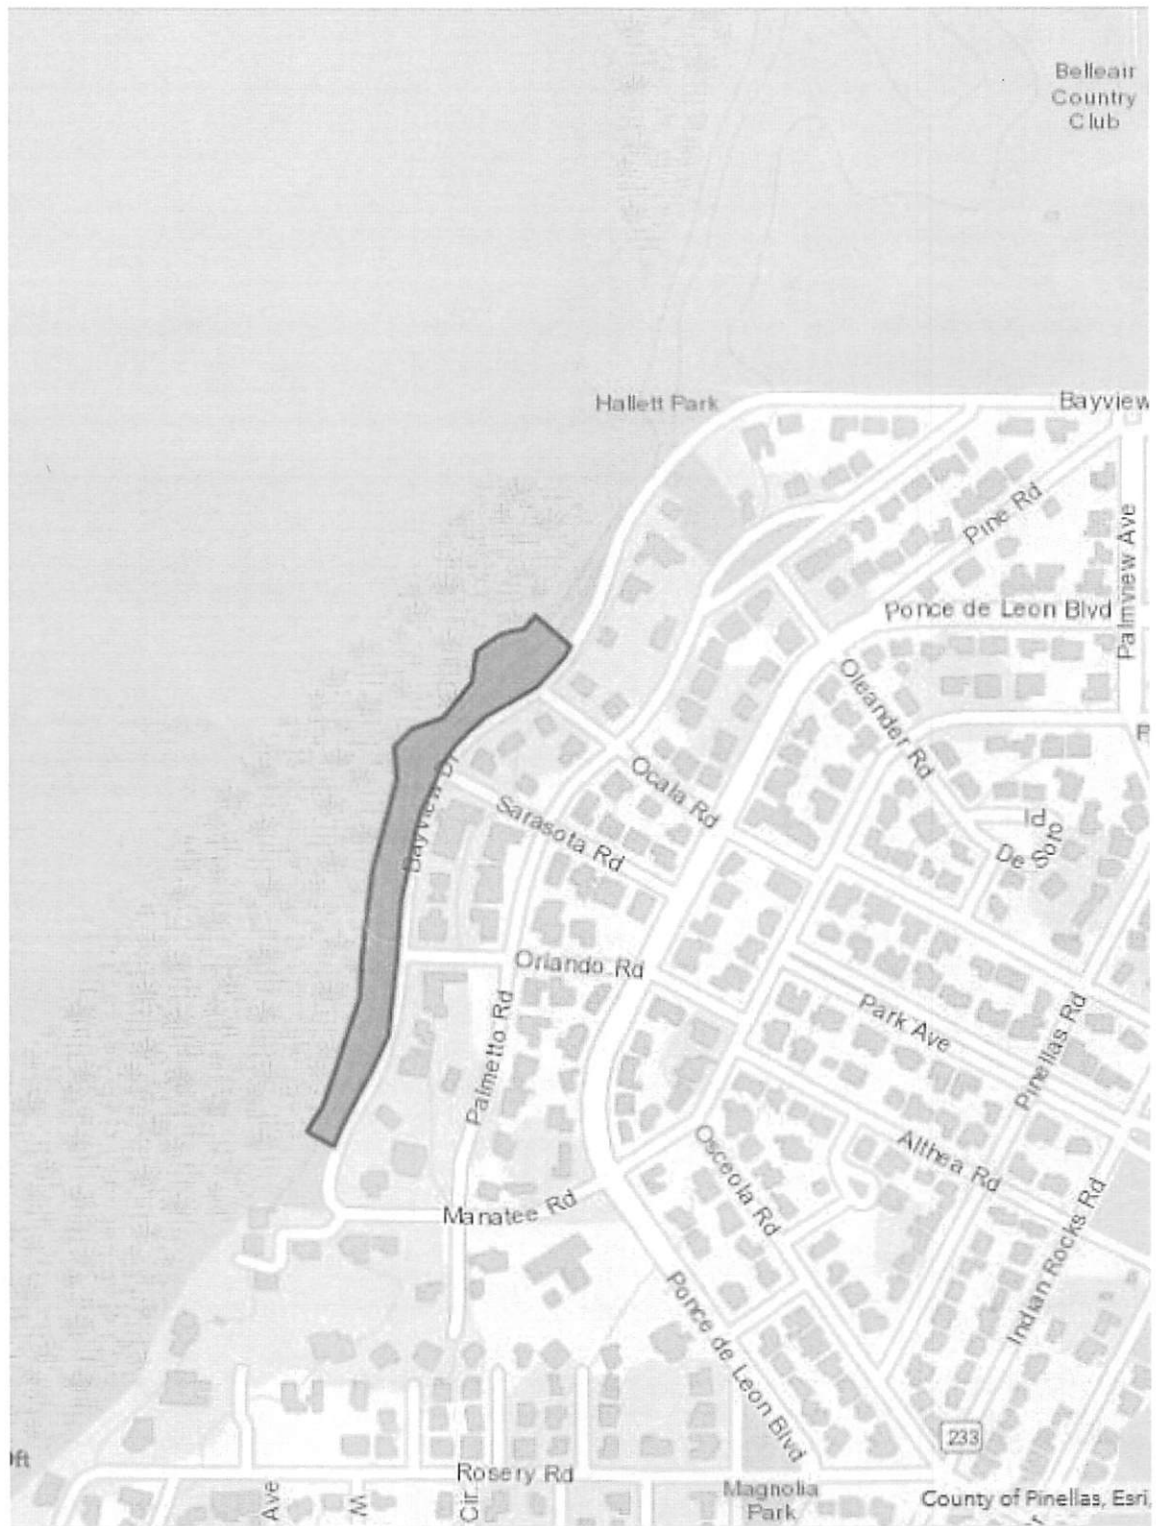 Belleair
Country
Club
Hallett Park
Bayview
Pine Rd
Palmview Ave
Ponce de Leon Blvd
Oleander Rd
Ocala Rd
Bayview Dr
Sarasota Rd
De Soto
Pl
Orlando Rd
Palmetto Rd
Park Ave
Pinellas Rd
Althea Rd
Osceola Rd
Manatee Rd
Indian Rocks Rd
Ponce de Leon Blvd
233
0ft
Rosery Rd
Ave
W
Cir
Magnolia
Park
County of Pinellas, Esri,